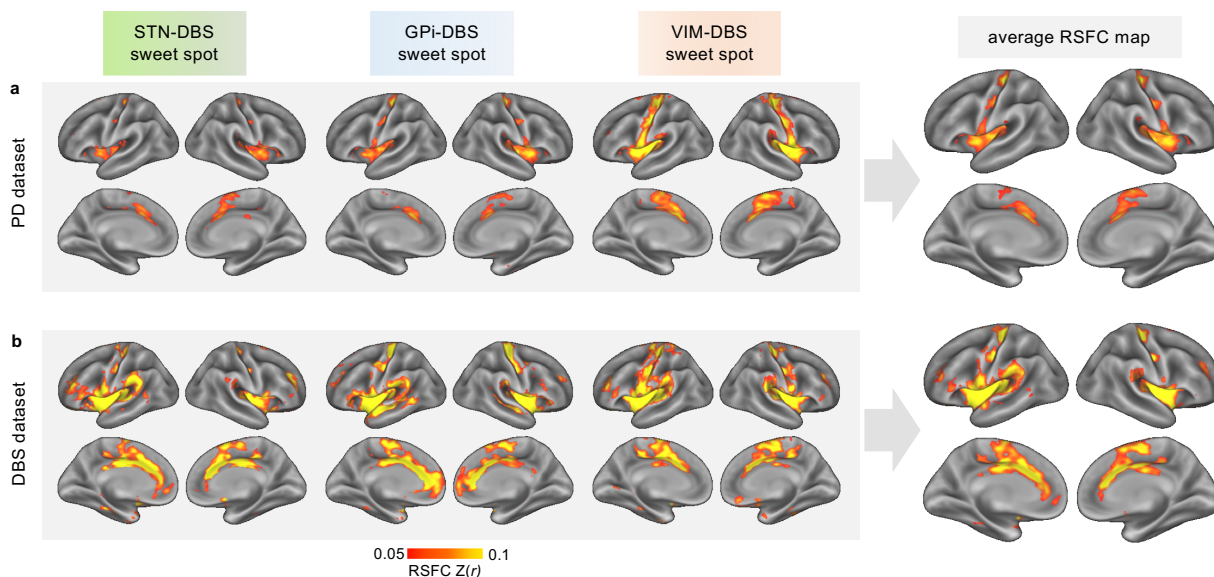 STN-DBS
sweet spot
GPi-DBS
sweet spot
VIM-DBS
sweet spot
average RSFC map
a
PD dataset
b
DBS dataset
0.05
0.1
RSFC Z(r)